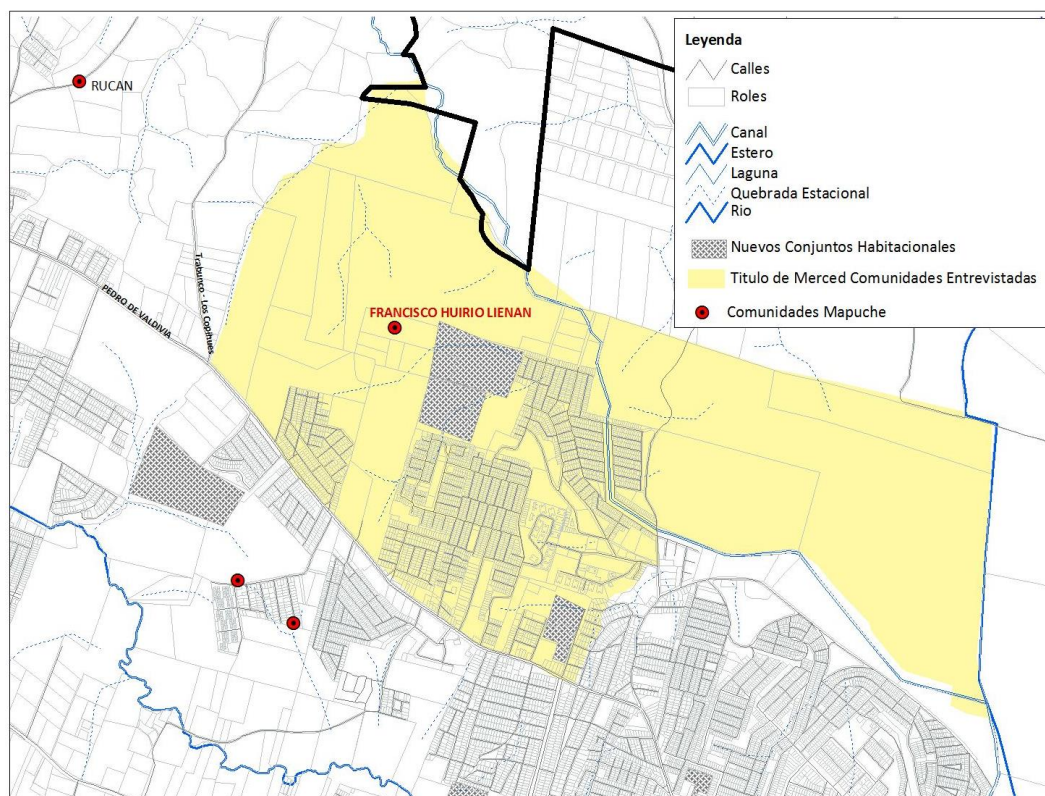 Leyenda
Calles
Roles
Canal
Estero
Laguna
Quebrada Estacional
Rio
Nuevos Conjuntos Habitacionales
Titulo de Merced Comunidades Entrevistadas
Comunidades Mapuche
RUCAN
Trabunco - Los Copihues
PEDRO DE VALDIVIA
FRANCISCO HUIRIO LIENAN